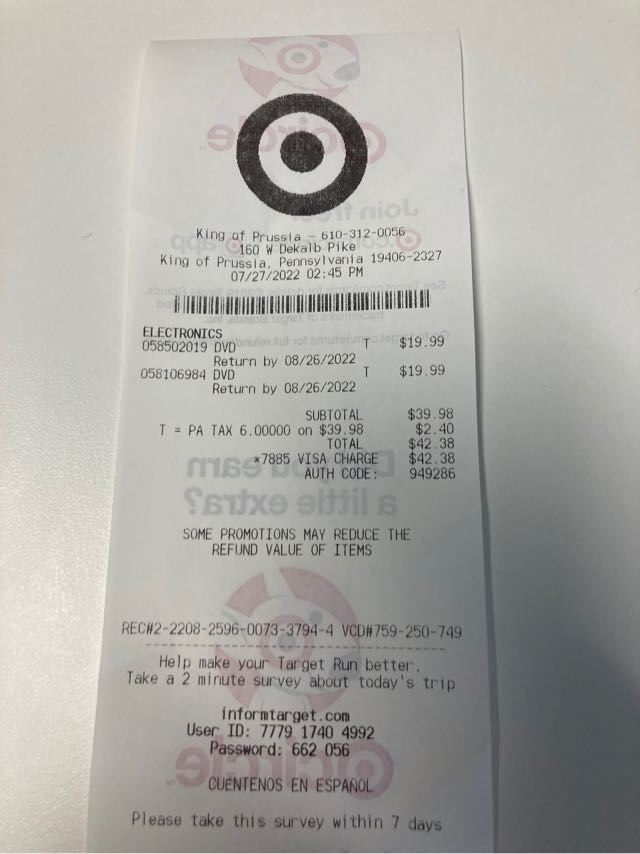 King of Prussia - 610-312-0056
160 W Dekalb Pike
King of Prussia, Pennsylvania 19406-2327
07/27/2022 02:45 PM
ELECTRONICS
058502019 DVD T $19.99
Return by 08/26/2022
058106984 DVD T $19.99
Return by 08/26/2022
SUBTOTAL $39.98
T = PA TAX 6.00000 on $39.98 $2.40
TOTAL $42.38
*7885 VISA CHARGE $42.38
AUTH CODE: 949286
SOME PROMOTIONS MAY REDUCE THE
REFUND VALUE OF ITEMS
REC#2-2208-2596-0073-3794-4 VCD#759-250-749
Help make your Target Run better.
Take a 2 minute survey about today's trip
informtarget.com
User ID: 7779 1740 4992
Password: 662 056
CUÉNTENOS EN ESPAÑOL
Please take this survey within 7 days